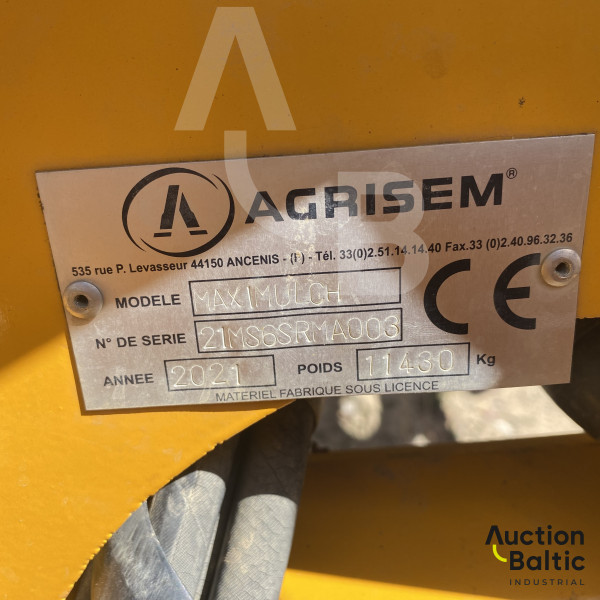 AGRISEM®
535 rue P. Levasseur 44150 ANCENIS - (F) - Tél. 33(0)2.51.14.14.40 Fax.33 (0)2.40.96.32.36
MODELE MAXIMULCH
N° DE SERIE 21MS6SRMA003
CE
ANNEE 2021 POIDS 11430 Kg
MATERIEL FABRIQUE SOUS LICENCE
Auction
Baltic
INDUSTRIAL